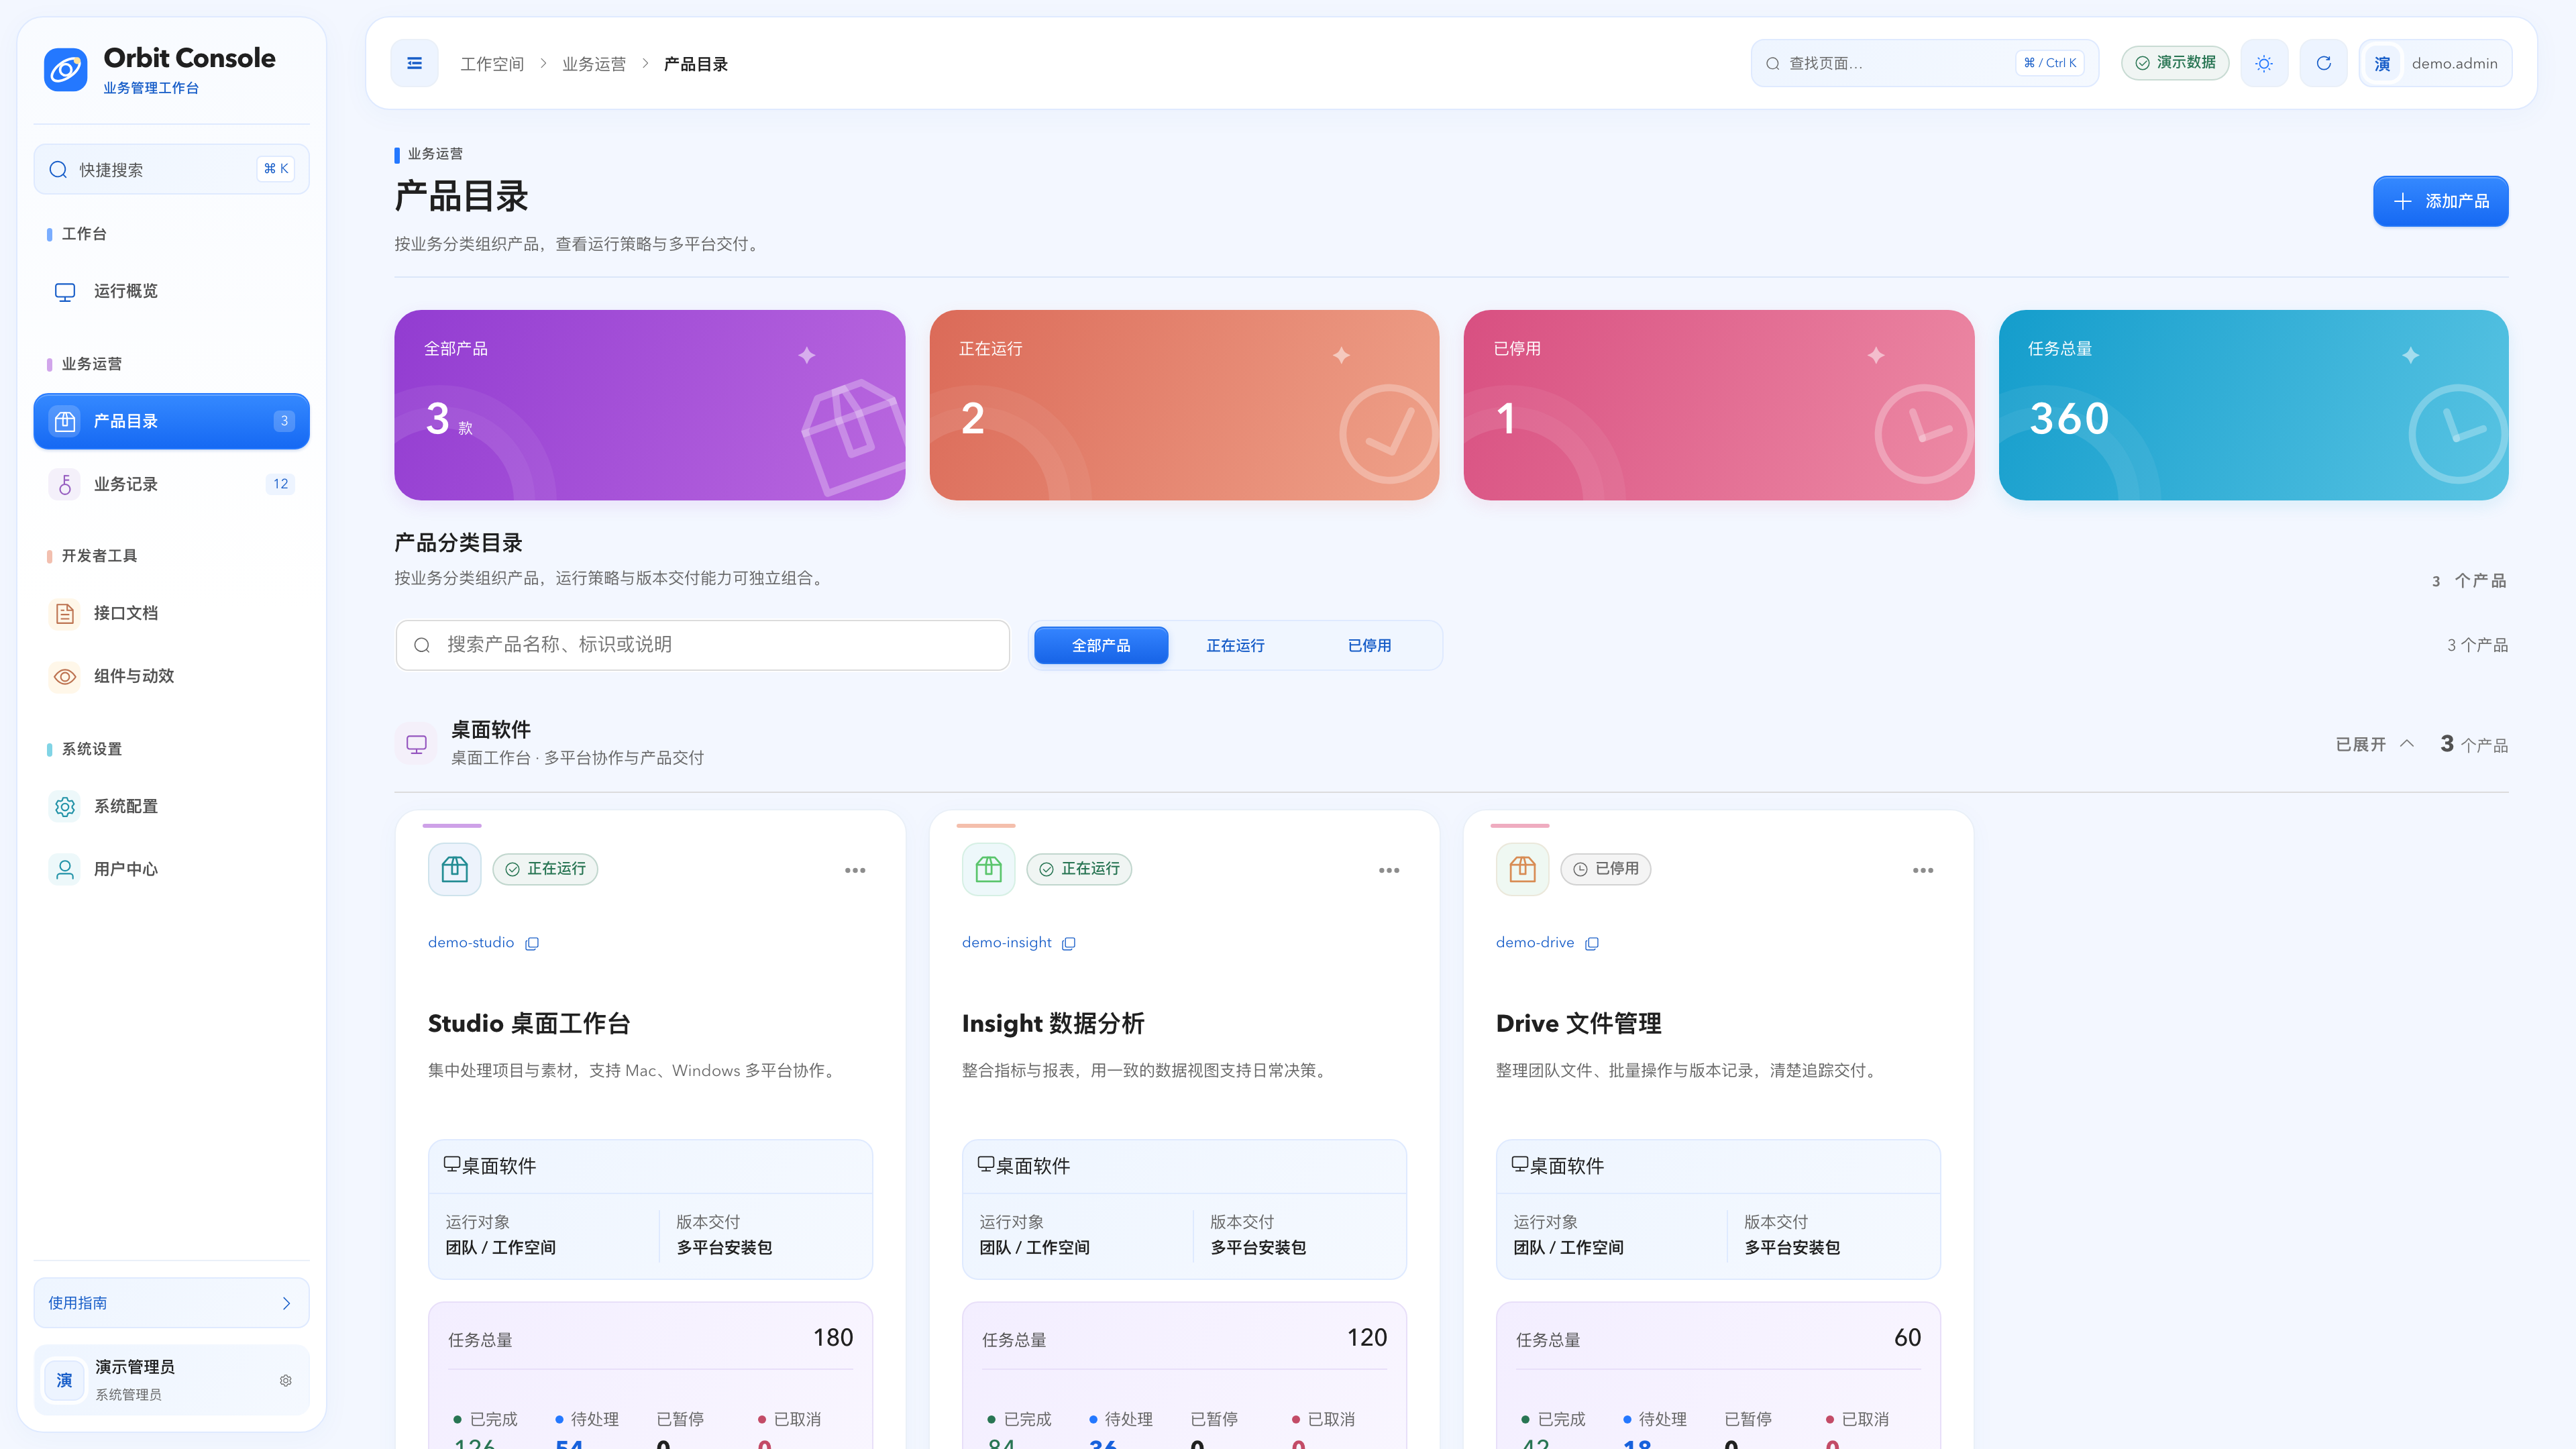 Orbit Console
业务管理工作台
快捷搜索 ⌘ K
工作台
运行概览
业务运营
产品目录 3
业务记录 12
开发者工具
接口文档
组件与动效
系统设置
系统配置
用户中心
使用指南
演 演示管理员
系统管理员
工作空间 业务运营 产品目录
查找页面... ⌘ / Ctrl K
演示数据
演 demo.admin
业务运营
产品目录
按业务分类组织产品，查看运行策略与多平台交付。
添加产品
全部产品
3 款
正在运行
2
已停用
1
任务总量
360
产品分类目录
按业务分类组织产品，运行策略与版本交付能力可独立组合。
3 个产品
搜索产品名称、标识或说明
全部产品 正在运行 已停用
3 个产品
桌面软件
桌面工作台 · 多平台协作与产品交付
已展开 3 个产品
正在运行
demo-studio
Studio 桌面工作台
集中处理项目与素材，支持 Mac、Windows 多平台协作。
桌面软件
运行对象 版本交付
团队 / 工作空间 多平台安装包
任务总量 180
已完成 待处理 已暂停 已取消
126 54 0 0
正在运行
demo-insight
Insight 数据分析
整合指标与报表，用一致的数据视图支持日常决策。
桌面软件
运行对象 版本交付
团队 / 工作空间 多平台安装包
任务总量 120
已完成 待处理 已暂停 已取消
84 36 0 0
已停用
demo-drive
Drive 文件管理
整理团队文件、批量操作与版本记录，清楚追踪交付。
桌面软件
运行对象 版本交付
团队 / 工作空间 多平台安装包
任务总量 60
已完成 待处理 已暂停 已取消
42 18 0 0